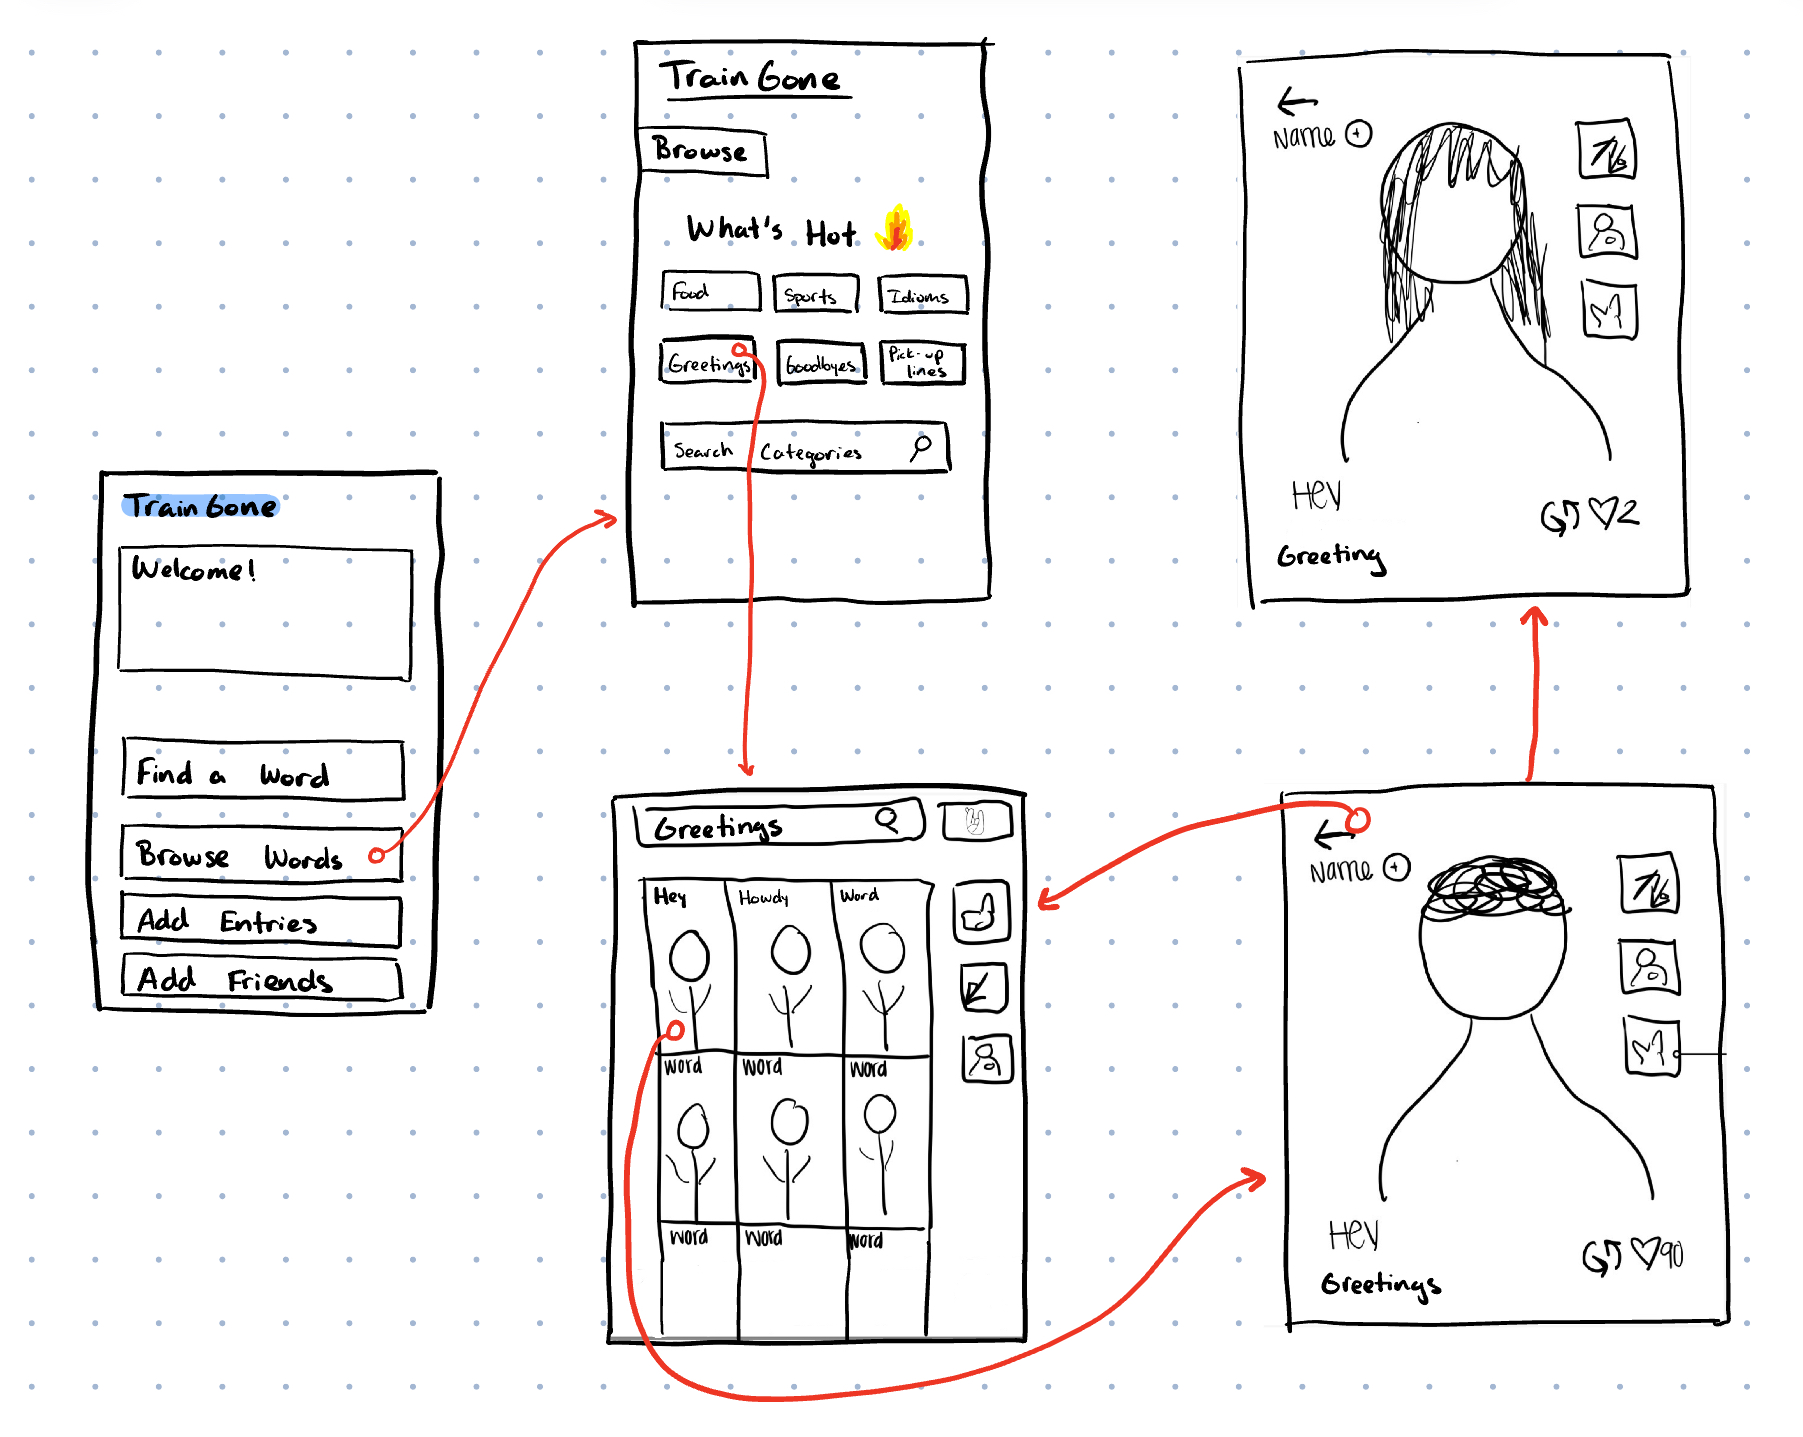 Train Gone
Welcome!
Find a Word
Browse Words
Add Entries
Add Friends
Train Gone
Browse
What's Hot
Food Sports Idioms
Greetings Goodbyes Pick-up
lines
Search Categories
Greetings
Hey Howdy Word
Word Word Word
Word Word Word
Name +
Hey
90
Greetings
Name +
Hey
2
Greeting